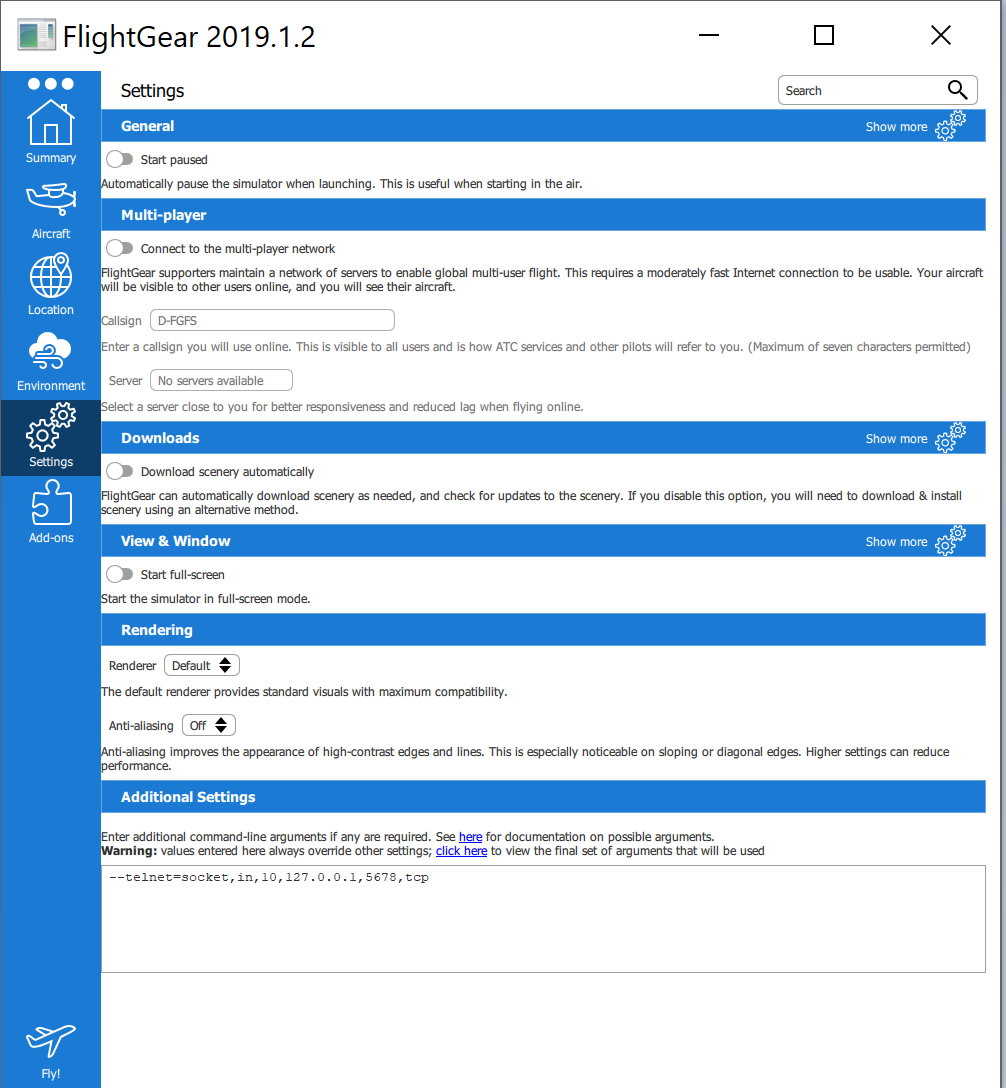 FlightGear 2019.1.2
Settings
Search
Summary
Aircraft
Location
Environment
Settings
Add-ons
Fly!
General
Show more
Start paused
Automatically pause the simulator when launching. This is useful when starting in the air.
Multi-player
Connect to the multi-player network
FlightGear supporters maintain a network of servers to enable global multi-user flight. This requires a moderately fast Internet connection to be usable. Your aircraft
will be visible to other users online, and you will see their aircraft.
Callsign D-FGFS
Enter a callsign you will use online. This is visible to all users and is how ATC services and other pilots will refer to you. (Maximum of seven characters permitted)
Server No servers available
Select a server close to you for better responsiveness and reduced lag when flying online.
Downloads
Show more
Download scenery automatically
FlightGear can automatically download scenery as needed, and check for updates to the scenery. If you disable this option, you will need to download & install
scenery using an alternative method.
View & Window
Show more
Start full-screen
Start the simulator in full-screen mode.
Rendering
Renderer Default
The default renderer provides standard visuals with maximum compatibility.
Anti-aliasing Off
Anti-aliasing improves the appearance of high-contrast edges and lines. This is especially noticeable on sloping or diagonal edges. Higher settings can reduce
performance.
Additional Settings
Enter additional command-line arguments if any are required. See here for documentation on possible arguments.
Warning: values entered here always override other settings; click here to view the final set of arguments that will be used
--telnet=socket,in,10,127.0.0.1,5678,tcp